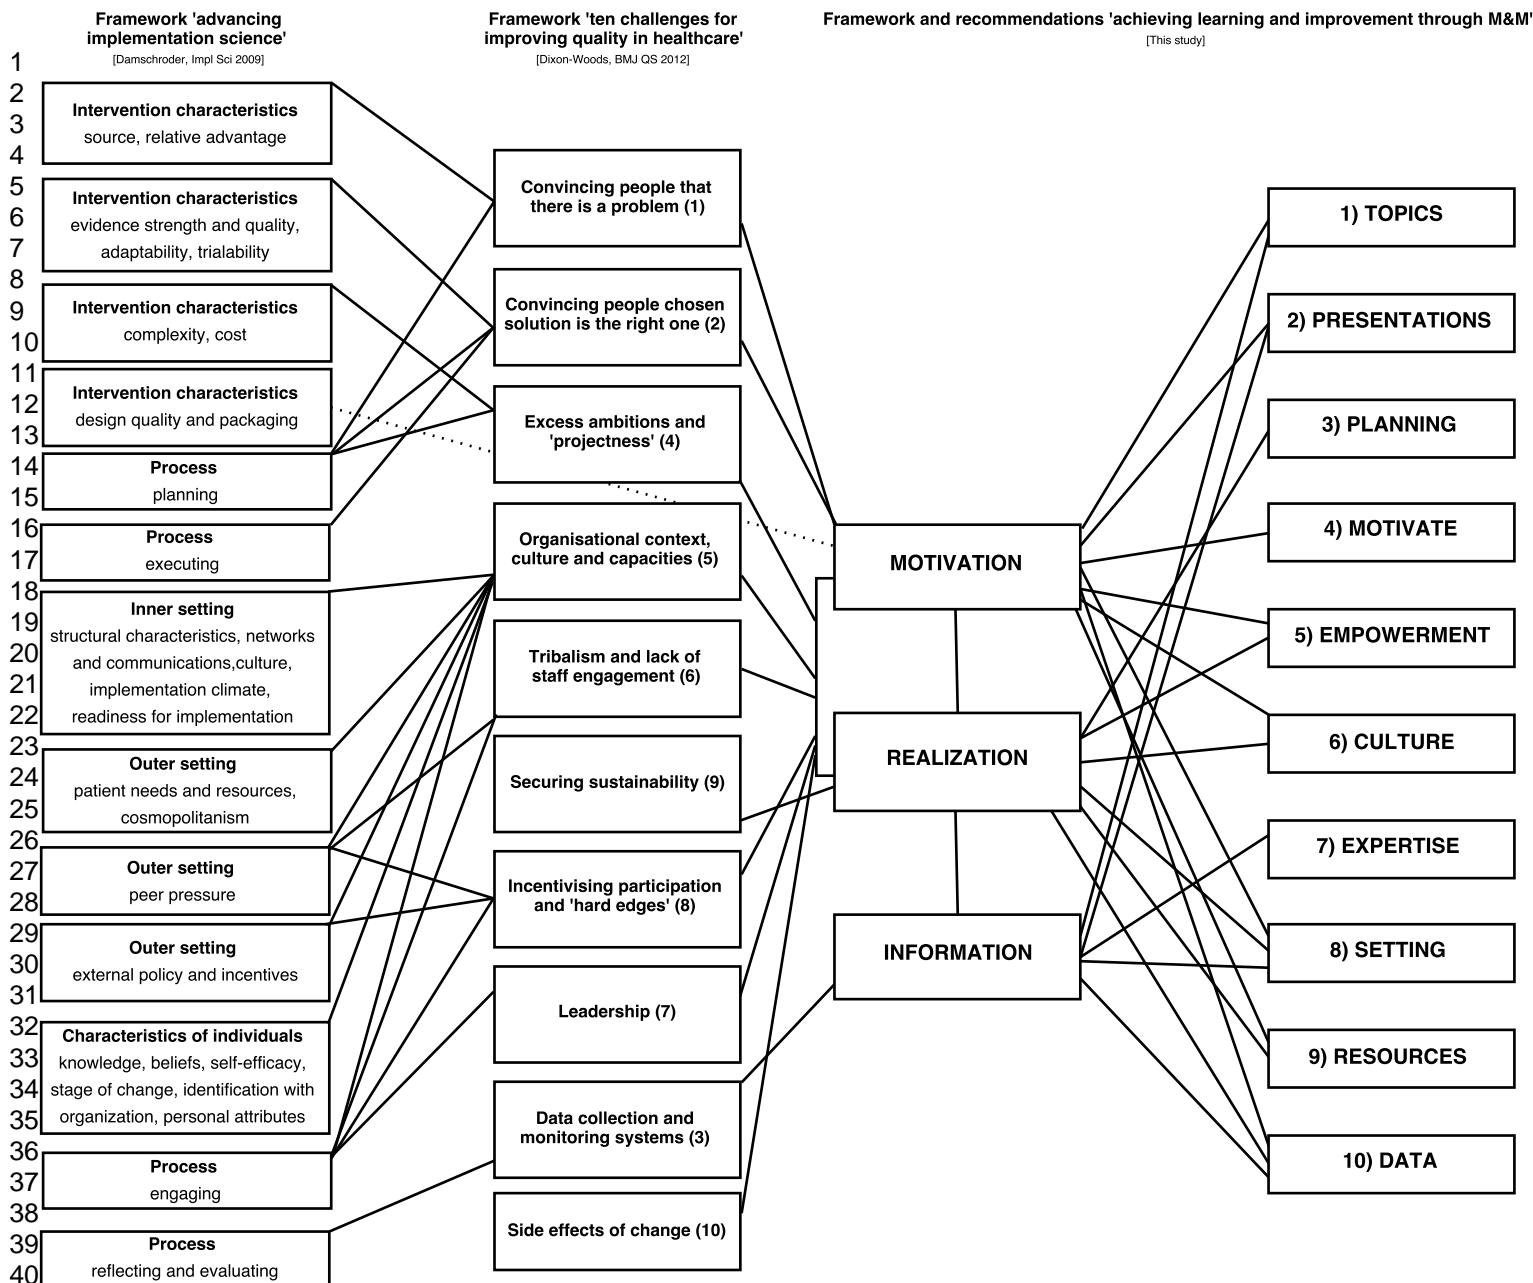 Framework 'advancing
implementation science'
[Damschroder, Impl Sci 2009]
Framework 'ten challenges for
improving quality in healthcare'
[Dixon-Woods, BMJ QS 2012]
Framework and recommendations 'achieving learning and improvement through M&M'
[This study]
1
2
3
4
5
6
7
8
9
10
11
12
13
14
15
16
17
18
19
20
21
22
23
24
25
26
27
28
29
30
31
32
33
34
35
36
37
38
39
40
Intervention characteristics
source, relative advantage
Intervention characteristics
evidence strength and quality,
adaptability, trialability
Intervention characteristics
complexity, cost
Intervention characteristics
design quality and packaging
Process
planning
Process
executing
Inner setting
structural characteristics, networks
and communications,culture,
implementation climate,
readiness for implementation
Outer setting
patient needs and resources,
cosmopolitanism
Outer setting
peer pressure
Outer setting
external policy and incentives
Characteristics of individuals
knowledge, beliefs, self-efficacy,
stage of change, identification with
organization, personal attributes
Process
engaging
Process
reflecting and evaluating
Convincing people that
there is a problem (1)
Convincing people chosen
solution is the right one (2)
Excess ambitions and
'projectness' (4)
Organisational context,
culture and capacities (5)
Tribalism and lack of
staff engagement (6)
Securing sustainability (9)
Incentivising participation
and 'hard edges' (8)
Leadership (7)
Data collection and
monitoring systems (3)
Side effects of change (10)
MOTIVATION
REALIZATION
INFORMATION
1) TOPICS
2) PRESENTATIONS
3) PLANNING
4) MOTIVATE
5) EMPOWERMENT
6) CULTURE
7) EXPERTISE
8) SETTING
9) RESOURCES
10) DATA